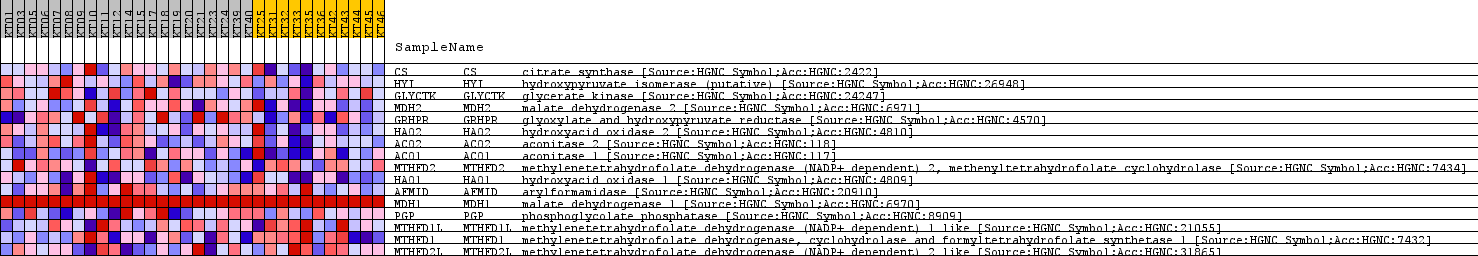 KT01 KT03 KT05 KT06 KT07 KT08 KT09 KT10 KT11 KT12 KT14 KT15 KT17 KT18 KT19 KT20 KT21 KT23 KT24 KT39 KT40 KT25 KT31 KT32 KT33 KT35 KT36 KT42 KT43 KT44 KT45 KT46
SampleName
CS CS citrate synthase [Source:HGNC Symbol;Acc:HGNC:2422]
HYI HYI hydroxypyruvate isomerase (putative) [Source:HGNC Symbol;Acc:HGNC:26948]
GLYCTK GLYCTK glycerate kinase [Source:HGNC Symbol;Acc:HGNC:24247]
MDH2 MDH2 malate dehydrogenase 2 [Source:HGNC Symbol;Acc:HGNC:6971]
GRHPR GRHPR glyoxylate and hydroxypyruvate reductase [Source:HGNC Symbol;Acc:HGNC:4570]
HAO2 HAO2 hydroxyacid oxidase 2 [Source:HGNC Symbol;Acc:HGNC:4810]
ACO2 ACO2 aconitase 2 [Source:HGNC Symbol;Acc:HGNC:118]
ACO1 ACO1 aconitase 1 [Source:HGNC Symbol;Acc:HGNC:117]
MTHFD2 MTHFD2 methylenetetrahydrofolate dehydrogenase (NADP+ dependent) 2, methenyltetrahydrofolate cyclohydrolase [Source:HGNC Symbol;Acc:HGNC:7434]
HAO1 HAO1 hydroxyacid oxidase 1 [Source:HGNC Symbol;Acc:HGNC:4809]
AFMID AFMID arylformamidase [Source:HGNC Symbol;Acc:HGNC:20910]
MDH1 MDH1 malate dehydrogenase 1 [Source:HGNC Symbol;Acc:HGNC:6970]
PGP PGP phosphoglycolate phosphatase [Source:HGNC Symbol;Acc:HGNC:8909]
MTHFD1L MTHFD1L methylenetetrahydrofolate dehydrogenase (NADP+ dependent) 1 like [Source:HGNC Symbol;Acc:HGNC:21055]
MTHFD1 MTHFD1 methylenetetrahydrofolate dehydrogenase, cyclohydrolase and formyltetrahydrofolate synthetase 1 [Source:HGNC Symbol;Acc:HGNC:7432]
MTHFD2L MTHFD2L methylenetetrahydrofolate dehydrogenase (NADP+ dependent) 2 like [Source:HGNC Symbol;Acc:HGNC:31865]